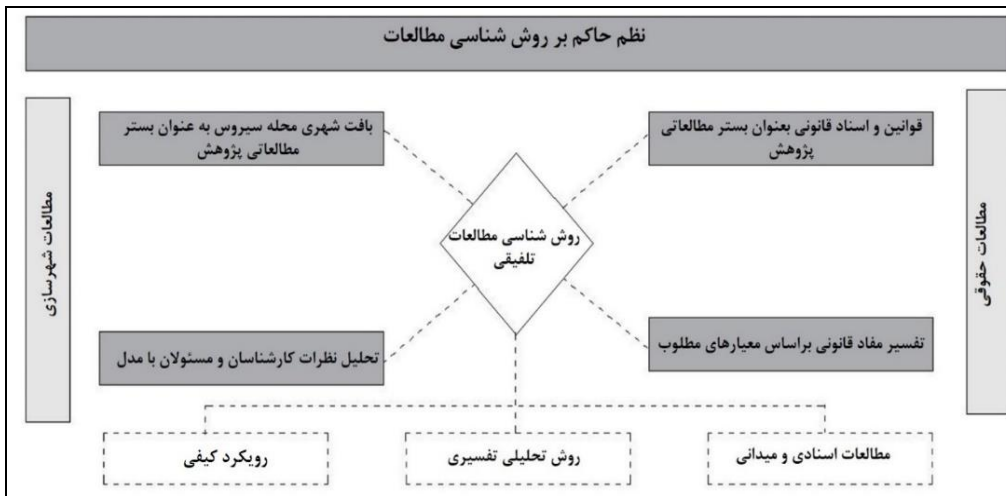 نظم حاکم بر روش شناسی مطالعات
قوانین و اسناد قانونی بعنوان بستر مطالعاتی
پژوهش
بافت شهری محله سیروس به عنوان بستر
مطالعاتی پژوهش
مطالعات حقوقی
روش شناسی مطالعات
تلفیقی
مطالعات شهرسازی
تفسیر مفاد قانونی براساس معیارهای مطلوب
تحلیل نظرات کارشناسان و مسئولان با مدل
مطالعات اسنادی و میدانی
روش تحلیلی تفسیری
رویکرد کیفی